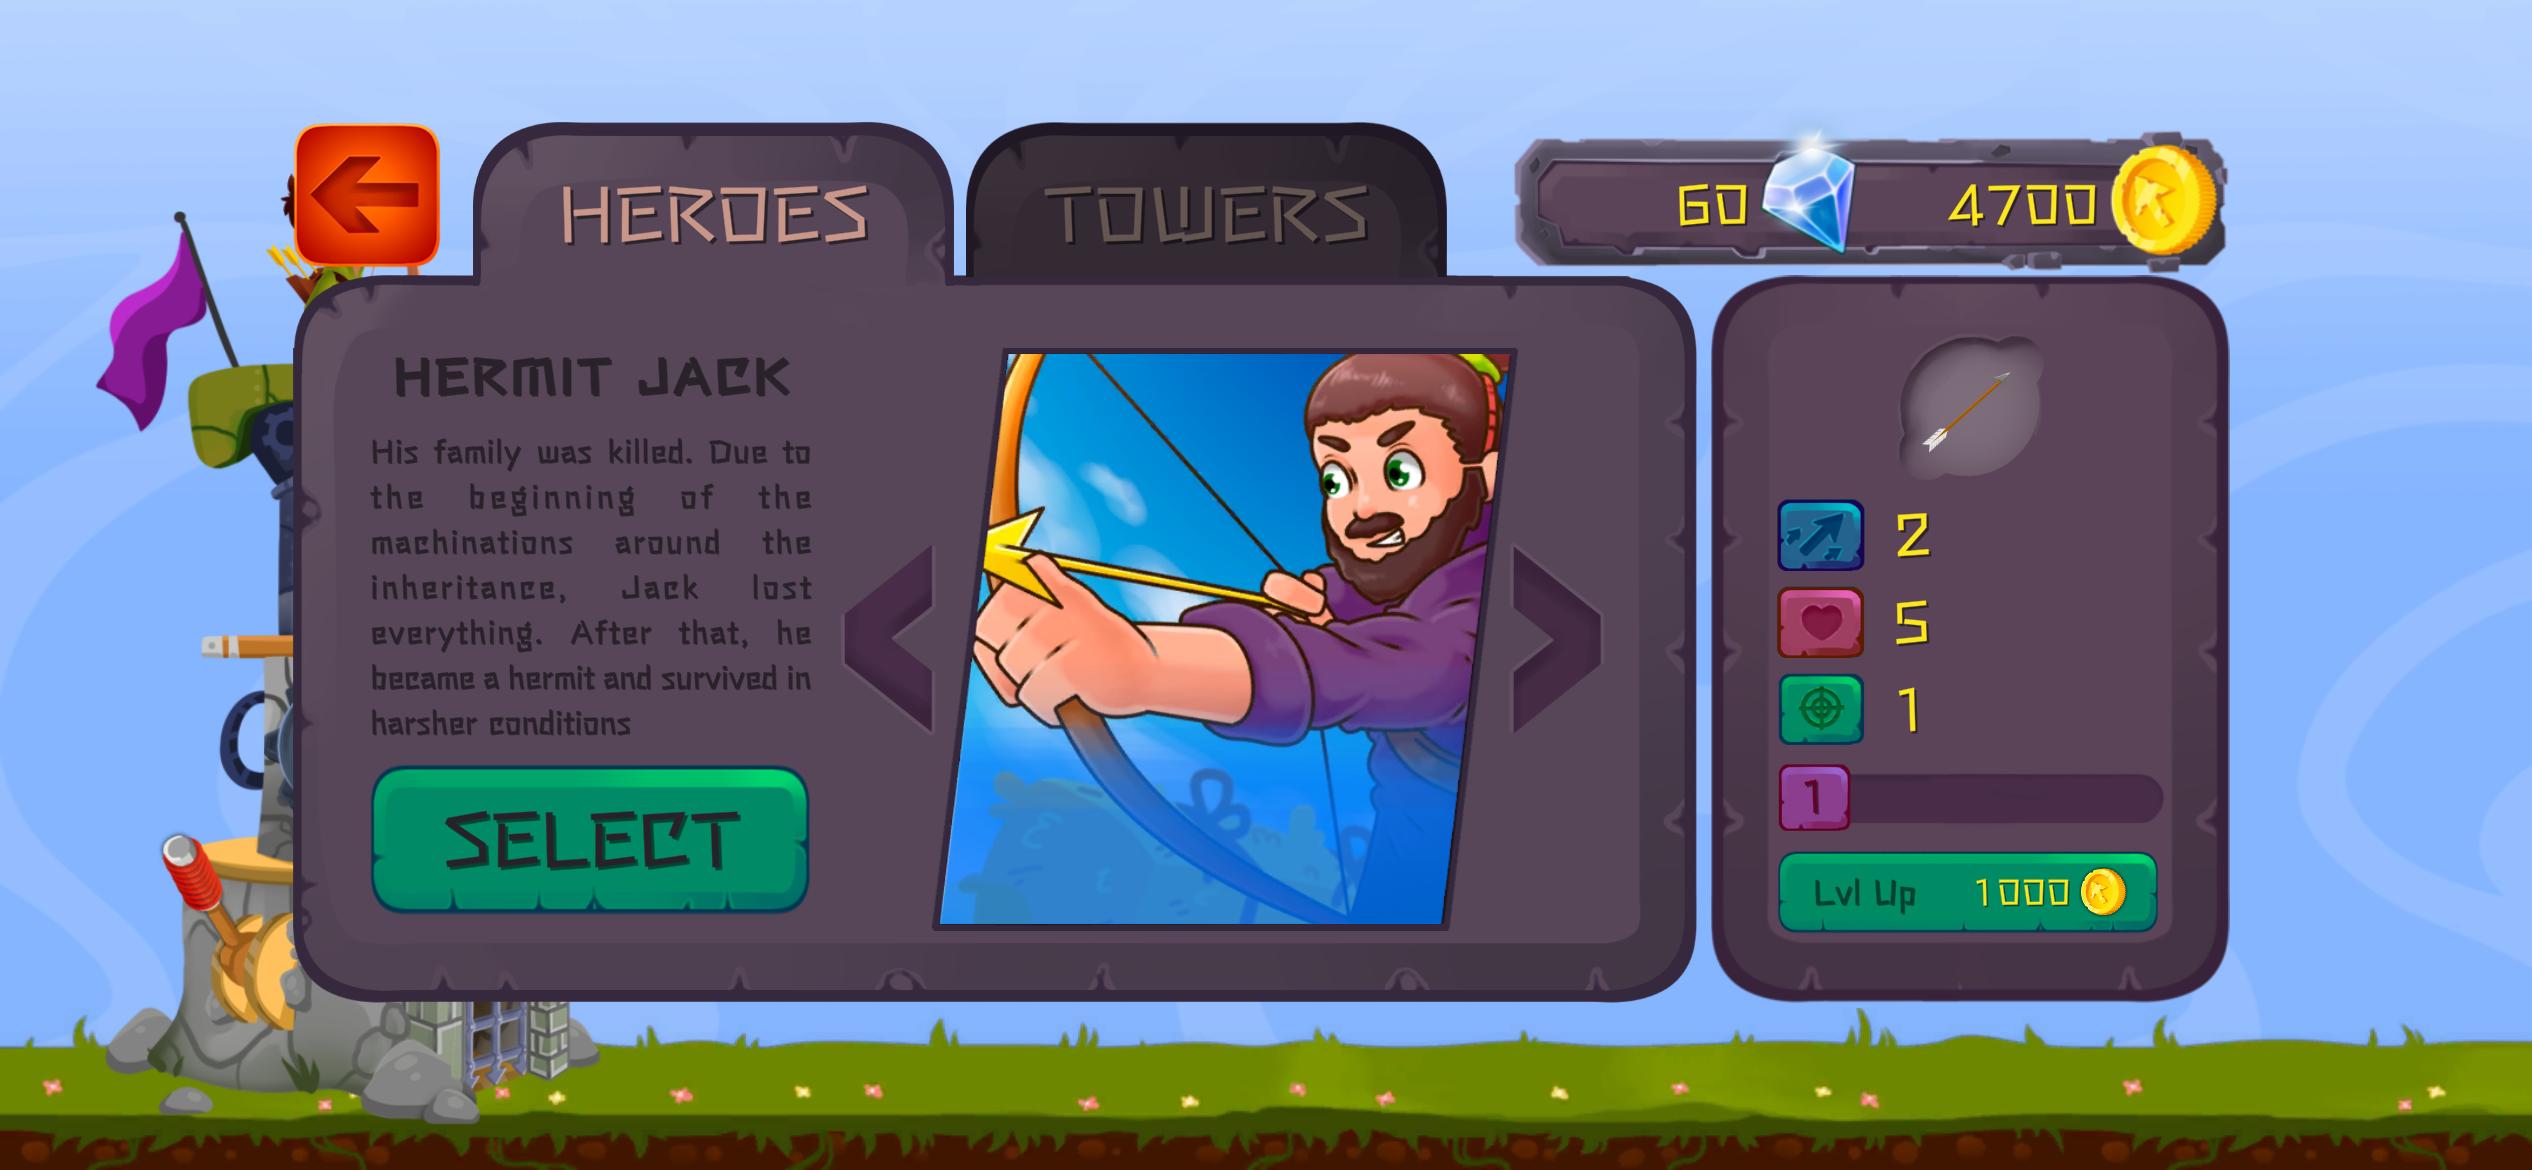 HEROES
TOWERS
60
4700
HERMIT JACK
His family was killed. Due to
the beginning of the
machinations around the
inheritance, Jack lost
everything. After that, he
became a hermit and survived in
harsher conditions
SELECT
2
5
1
1
Lvl Up 1000